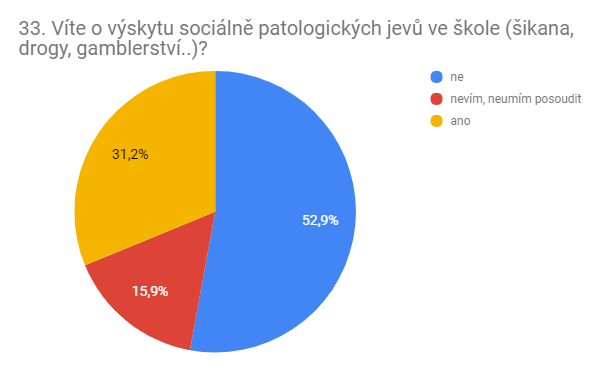 33. Víte o výskytu sociálně patologických jevů ve škole (šikana,
drogy, gamblerství..)?
ne
nevím, neumím posoudit
ano
31,2%
52,9%
15,9%